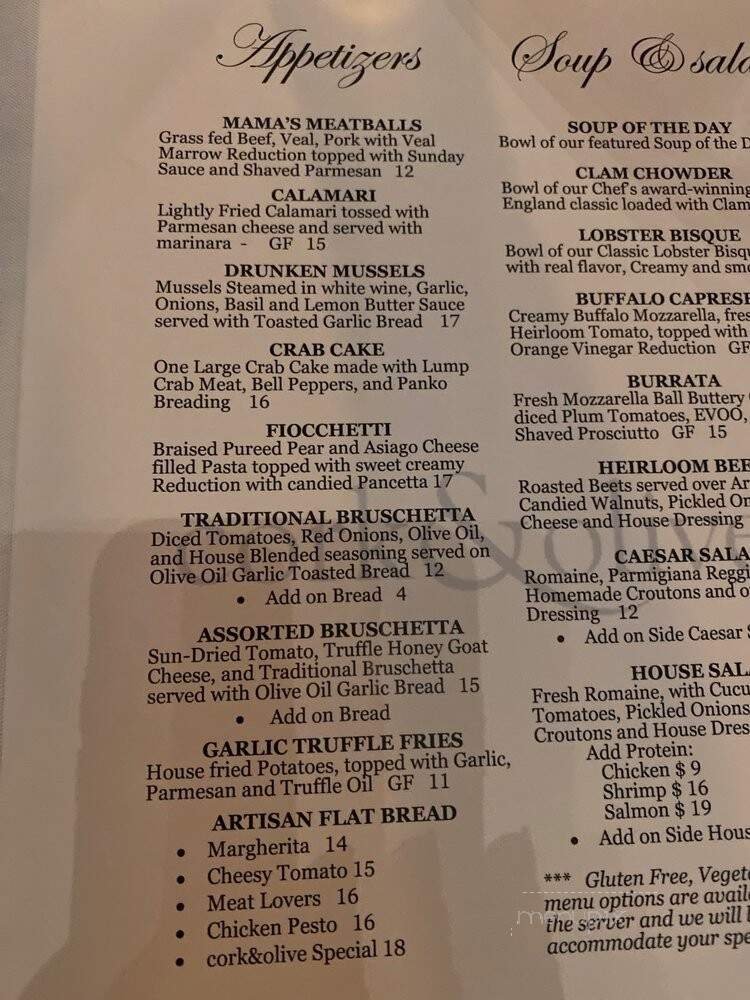 Appetizers
MAMA'S MEATBALLS
Grass fed Beef, Veal, Pork with Veal
Marrow Reduction topped with Sunday
Sauce and Shaved Parmesan 12
CALAMARI
Lightly Fried Calamari tossed with
Parmesan cheese and served with
marinara - GF 15
DRUNKEN MUSSELS
Mussels Steamed in white wine, Garlic,
Onions, Basil and Lemon Butter Sauce
served with Toasted Garlic Bread 17
CRAB CAKE
One Large Crab Cake made with Lump
Crab Meat, Bell Peppers, and Panko
Breading 16
FIOCCHETTI
Braised Pureed Pear and Asiago Cheese
filled Pasta topped with sweet creamy
Reduction with candied Pancetta 17
TRADITIONAL BRUSCHETTA
Diced Tomatoes, Red Onions, Olive Oil,
and House Blended seasoning served on
Olive Oil Garlic Toasted Bread 12
• Add on Bread 4
ASSORTED BRUSCHETTA
Sun-Dried Tomato, Truffle Honey Goat
Cheese, and Traditional Bruschetta
served with Olive Oil Garlic Bread 15
• Add on Bread
GARLIC TRUFFLE FRIES
House fried Potatoes, topped with Garlic,
Parmesan and Truffle Oil GF 11
ARTISAN FLAT BREAD
• Margherita 14
• Cheesy Tomato 15
• Meat Lovers 16
• Chicken Pesto 16
• cork&olive Special 18
Soup & sala
SOUP OF THE DAY
Bowl of our featured Soup of the D
CLAM CHOWDER
Bowl of our Chef's award-winning
England classic loaded with Clam
LOBSTER BISQUE
Bowl of our Classic Lobster Bisqu
with real flavor, Creamy and smo
BUFFALO CAPRESE
Creamy Buffalo Mozzarella, fres
Heirloom Tomato, topped with
Orange Vinegar Reduction GF
BURRATA
Fresh Mozzarella Ball Buttery
diced Plum Tomatoes, EVOO,
Shaved Prosciutto GF 15
HEIRLOOM BEE
Roasted Beets served over Ar
Candied Walnuts, Pickled On
Cheese and House Dressing
CAESAR SALA
Romaine, Parmigiana Reggi
Homemade Croutons and o
Dressing 12
• Add on Side Caesar
HOUSE SAL
Fresh Romaine, with Cucu
Tomatoes, Pickled Onions
Croutons and House Dres
Add Protein:
Chicken $ 9
Shrimp $ 16
Salmon $ 19
• Add on Side Hous
*** Gluten Free, Vegeta
menu options are avail
the server and we will
accommodate your spe
&olive